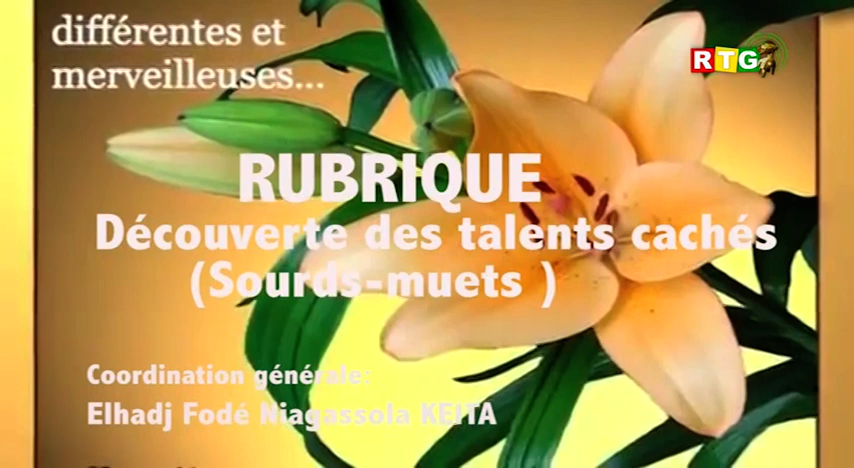 différentes et
merveilleuses...
RTG
RUBRIQUE
Découverte des talents cachés
(Sourds-muets )
Coordination générale:
Elhadj Fodé Niagassola KEITA